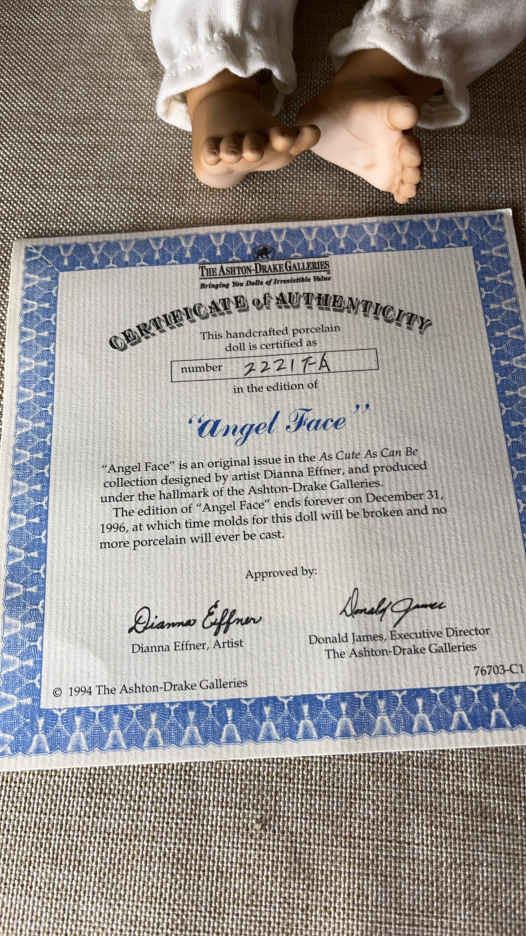 THE ASHTON-DRAKE GALLERIES
Bringing You Dolls of Irresistible Value
CERTIFICATE of AUTHENTICITY
This handcrafted porcelain
doll is certified as
number 22217-A
in the edition of
"Angel Face"
"Angel Face" is an original issue in the As Cute As Can Be
collection designed by artist Dianna Effner, and produced
under the hallmark of the Ashton-Drake Galleries.
The edition of "Angel Face" ends forever on December 31,
1996, at which time molds for this doll will be broken and no
more porcelain will ever be cast.
Approved by:
Dianna Effner Donald James
Dianna Effner, Artist
Donald James, Executive Director
The Ashton-Drake Galleries
76703-C1
© 1994 The Ashton-Drake Galleries